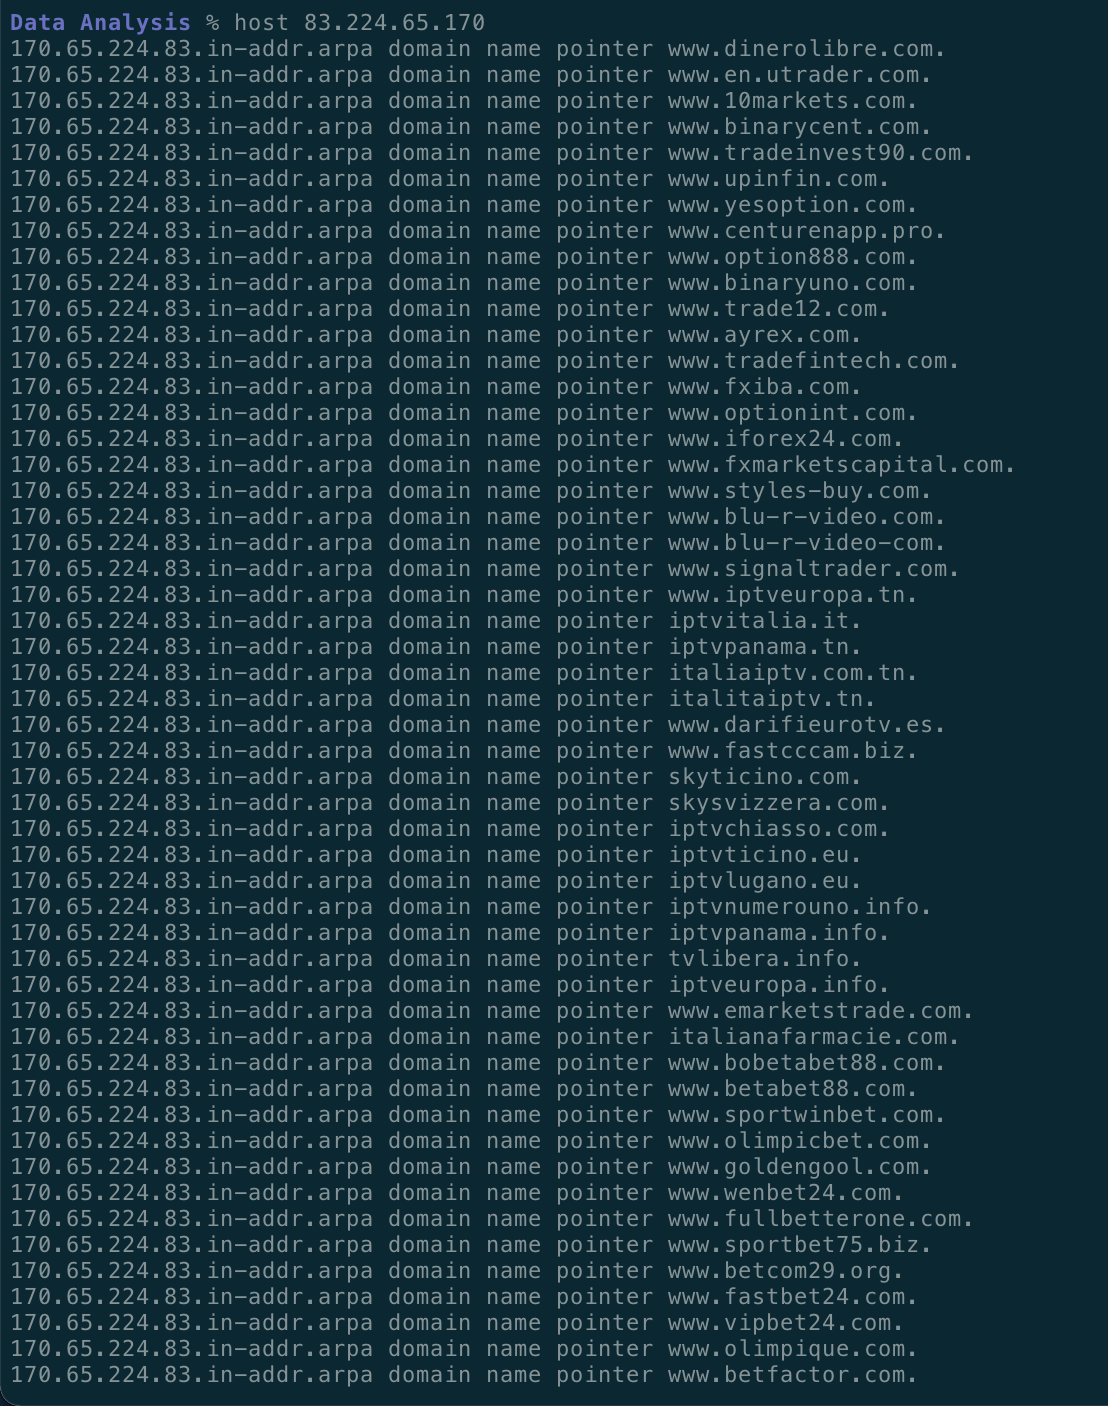 Data Analysis % host 83.224.65.170
170.65.224.83.in-addr.arpa domain name pointer www.dinerolibre.com.
170.65.224.83.in-addr.arpa domain name pointer www.en.utrader.com.
170.65.224.83.in-addr.arpa domain name pointer www.10markets.com.
170.65.224.83.in-addr.arpa domain name pointer www.binarycent.com.
170.65.224.83.in-addr.arpa domain name pointer www.tradeinvest90.com.
170.65.224.83.in-addr.arpa domain name pointer www.upinfin.com.
170.65.224.83.in-addr.arpa domain name pointer www.yesoption.com.
170.65.224.83.in-addr.arpa domain name pointer www.centurenapp.pro.
170.65.224.83.in-addr.arpa domain name pointer www.option888.com.
170.65.224.83.in-addr.arpa domain name pointer www.binaryuno.com.
170.65.224.83.in-addr.arpa domain name pointer www.trade12.com.
170.65.224.83.in-addr.arpa domain name pointer www.ayrex.com.
170.65.224.83.in-addr.arpa domain name pointer www.tradefintech.com.
170.65.224.83.in-addr.arpa domain name pointer www.fxiba.com.
170.65.224.83.in-addr.arpa domain name pointer www.optionint.com.
170.65.224.83.in-addr.arpa domain name pointer www.iforex24.com.
170.65.224.83.in-addr.arpa domain name pointer www.fxmarketscapital.com.
170.65.224.83.in-addr.arpa domain name pointer www.styles-buy.com.
170.65.224.83.in-addr.arpa domain name pointer www.blu-r-video.com.
170.65.224.83.in-addr.arpa domain name pointer www.blu-r-video-com.
170.65.224.83.in-addr.arpa domain name pointer www.signaltrader.com.
170.65.224.83.in-addr.arpa domain name pointer www.iptveuropa.tn.
170.65.224.83.in-addr.arpa domain name pointer iptvitalia.it.
170.65.224.83.in-addr.arpa domain name pointer iptvpanama.tn.
170.65.224.83.in-addr.arpa domain name pointer italiaiptv.com.tn.
170.65.224.83.in-addr.arpa domain name pointer italitaiptv.tn.
170.65.224.83.in-addr.arpa domain name pointer www.darifieurotv.es.
170.65.224.83.in-addr.arpa domain name pointer www.fastcccam.biz.
170.65.224.83.in-addr.arpa domain name pointer skyticino.com.
170.65.224.83.in-addr.arpa domain name pointer skysvizzera.com.
170.65.224.83.in-addr.arpa domain name pointer iptvchiasso.com.
170.65.224.83.in-addr.arpa domain name pointer iptvticino.eu.
170.65.224.83.in-addr.arpa domain name pointer iptvlugano.eu.
170.65.224.83.in-addr.arpa domain name pointer iptvnumerouno.info.
170.65.224.83.in-addr.arpa domain name pointer iptvpanama.info.
170.65.224.83.in-addr.arpa domain name pointer tvlibera.info.
170.65.224.83.in-addr.arpa domain name pointer iptveuropa.info.
170.65.224.83.in-addr.arpa domain name pointer www.emarketstrade.com.
170.65.224.83.in-addr.arpa domain name pointer italianafarmacie.com.
170.65.224.83.in-addr.arpa domain name pointer www.bobetabet88.com.
170.65.224.83.in-addr.arpa domain name pointer www.betabet88.com.
170.65.224.83.in-addr.arpa domain name pointer www.sportwinbet.com.
170.65.224.83.in-addr.arpa domain name pointer www.olimpicbet.com.
170.65.224.83.in-addr.arpa domain name pointer www.goldengool.com.
170.65.224.83.in-addr.arpa domain name pointer www.wenbet24.com.
170.65.224.83.in-addr.arpa domain name pointer www.fullbetterone.com.
170.65.224.83.in-addr.arpa domain name pointer www.sportbet75.biz.
170.65.224.83.in-addr.arpa domain name pointer www.betcom29.org.
170.65.224.83.in-addr.arpa domain name pointer www.fastbet24.com.
170.65.224.83.in-addr.arpa domain name pointer www.vipbet24.com.
170.65.224.83.in-addr.arpa domain name pointer www.olimpique.com.
170.65.224.83.in-addr.arpa domain name pointer www.betfactor.com.